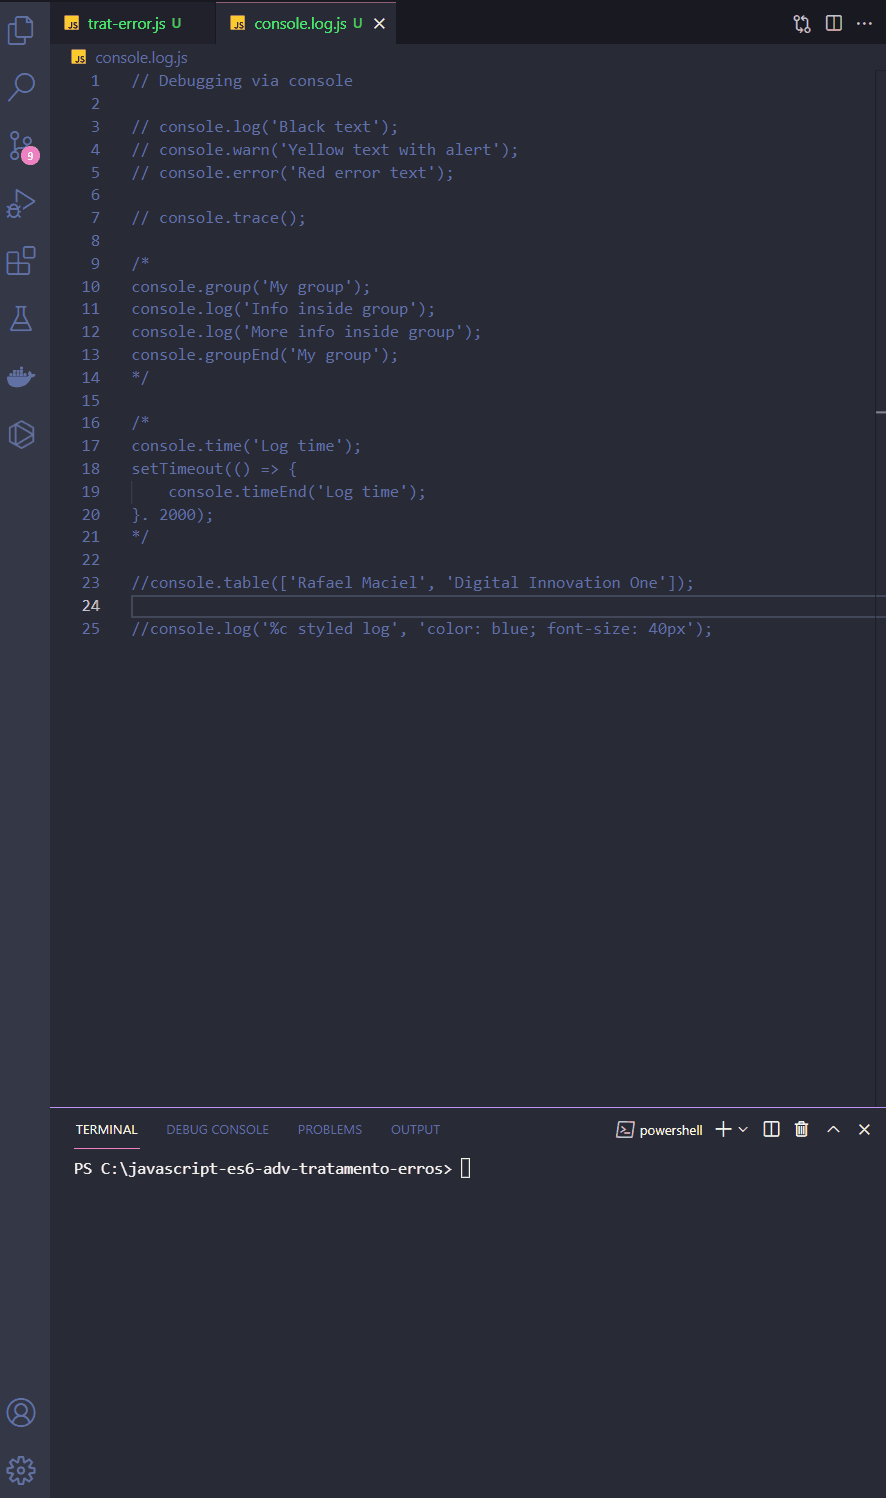 JS trat-error.js U JS console.log.js U
JS console.log.js
1 // Debugging via console
2
3 // console.log('Black text');
4 // console.warn('Yellow text with alert');
5 // console.error('Red error text');
6
7 // console.trace();
8
9 /*
10 console.group('My group');
11 console.log('Info inside group');
12 console.log('More info inside group');
13 console.groupEnd('My group');
14 */
15
16 /*
17 console.time('Log time');
18 setTimeout(() => {
19 console.timeEnd('Log time');
20 }. 2000);
21 */
22
23 //console.table(['Rafael Maciel', 'Digital Innovation One']);
24
25 //console.log('%c styled log', 'color: blue; font-size: 40px');
9
TERMINAL DEBUG CONSOLE PROBLEMS OUTPUT powershell
PS C:\javascript-es6-adv-tratamento-erros>